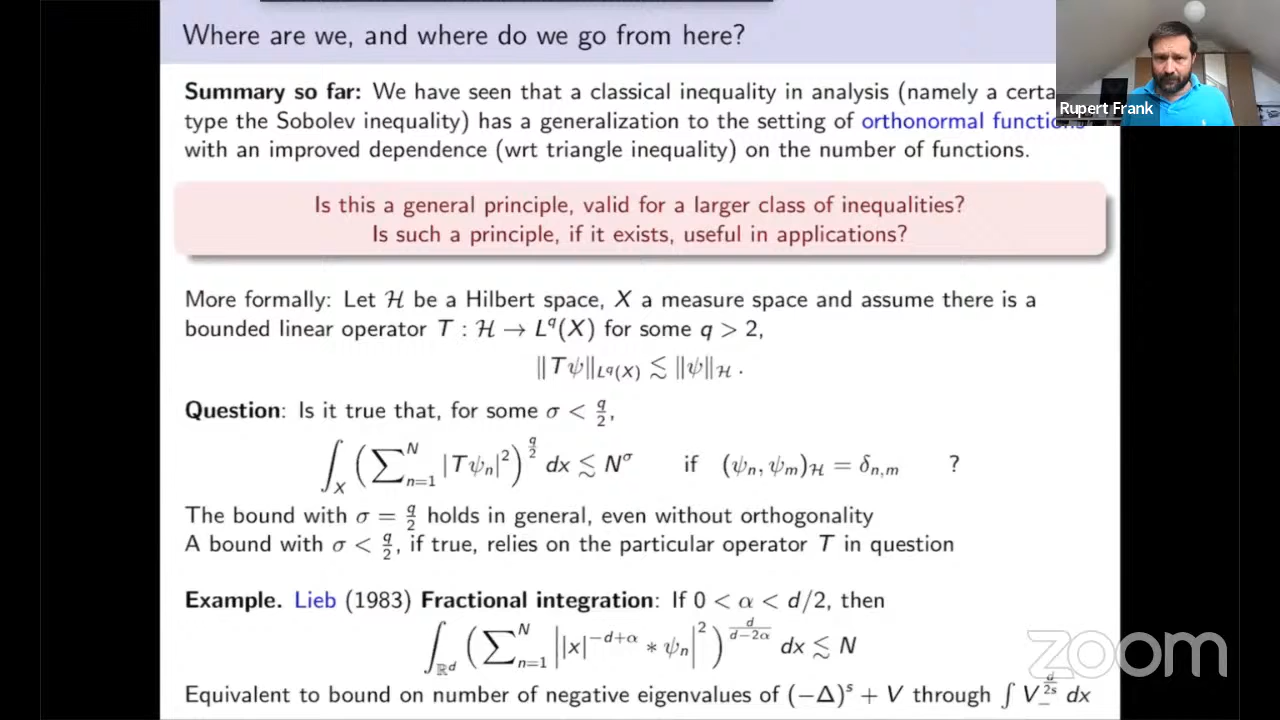 Where are we, and where do we go from here?
Rupert Frank
Summary so far: We have seen that a classical inequality in analysis (namely a certa
type the Sobolev inequality) has a generalization to the setting of orthonormal functions
with an improved dependence (wrt triangle inequality) on the number of functions.
Is this a general principle, valid for a larger class of inequalities?
Is such a principle, if it exists, useful in applications?
More formally: Let ℋ be a Hilbert space, X a measure space and assume there is a
bounded linear operator T : ℋ → L^q(X) for some q > 2,
‖Tψ‖_{L^q(X)} ≲ ‖ψ‖_ℋ .
Question: Is it true that, for some σ < q/2,
∫_X (∑_{n=1}^N |Tψ_n|²)^{q/2} dx ≲ N^σ if (ψ_n, ψ_m)_ℋ = δ_{n,m} ?
The bound with σ = q/2 holds in general, even without orthogonality
A bound with σ < q/2, if true, relies on the particular operator T in question
Example. Lieb (1983) Fractional integration: If 0 < α < d/2, then
∫_{ℝ^d} (∑_{n=1}^N ||x|^{-d+α} * ψ_n|²)^{d/(d-2α)} dx ≲ N
Equivalent to bound on number of negative eigenvalues of (-Δ)^s + V through ∫ V_-^{d/2s} dx
zoom